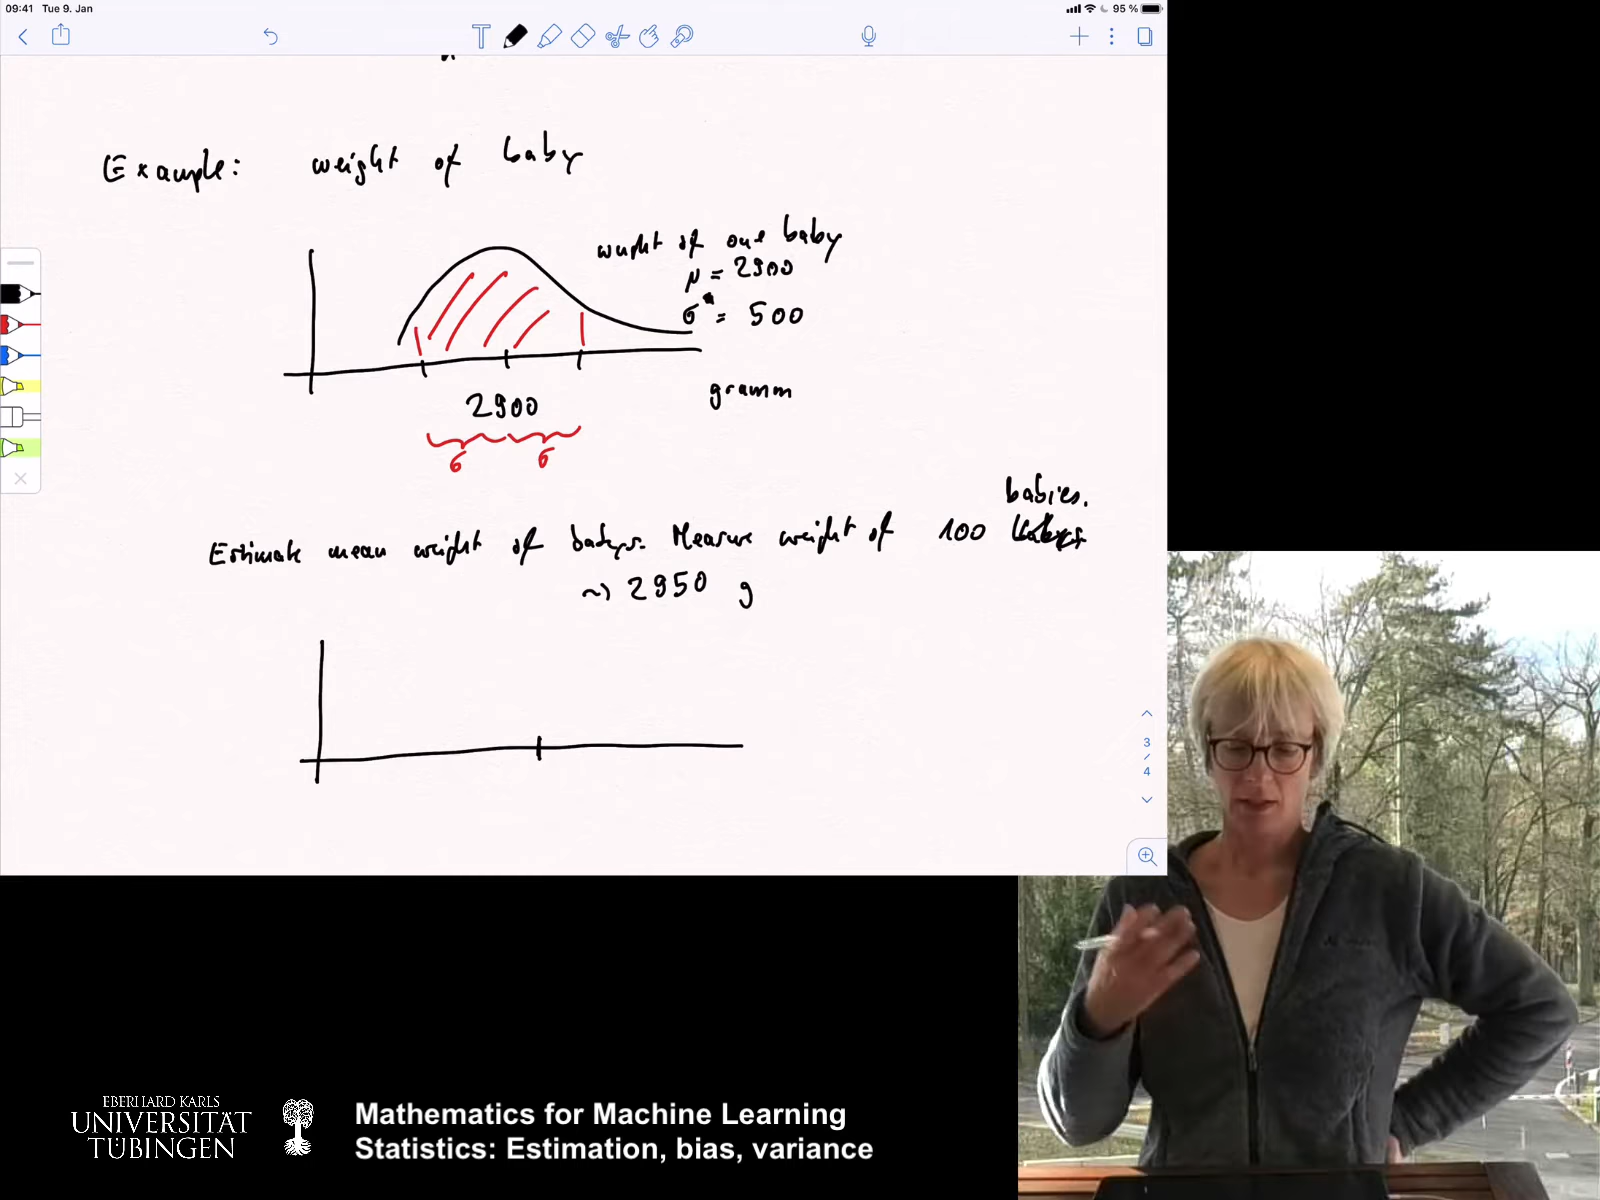 09:41 Tue 9. Jan
95 %
Example: weight of baby
weight of one baby
μ = 2900
σ = 500
gramm
2900
σ σ
babies.
Estimate mean weight of babys. Measure weight of 100
~> 2950 g
3
/
4
EBERHARD KARLS
UNIVERSITÄT
TÜBINGEN
Mathematics for Machine Learning
Statistics: Estimation, bias, variance